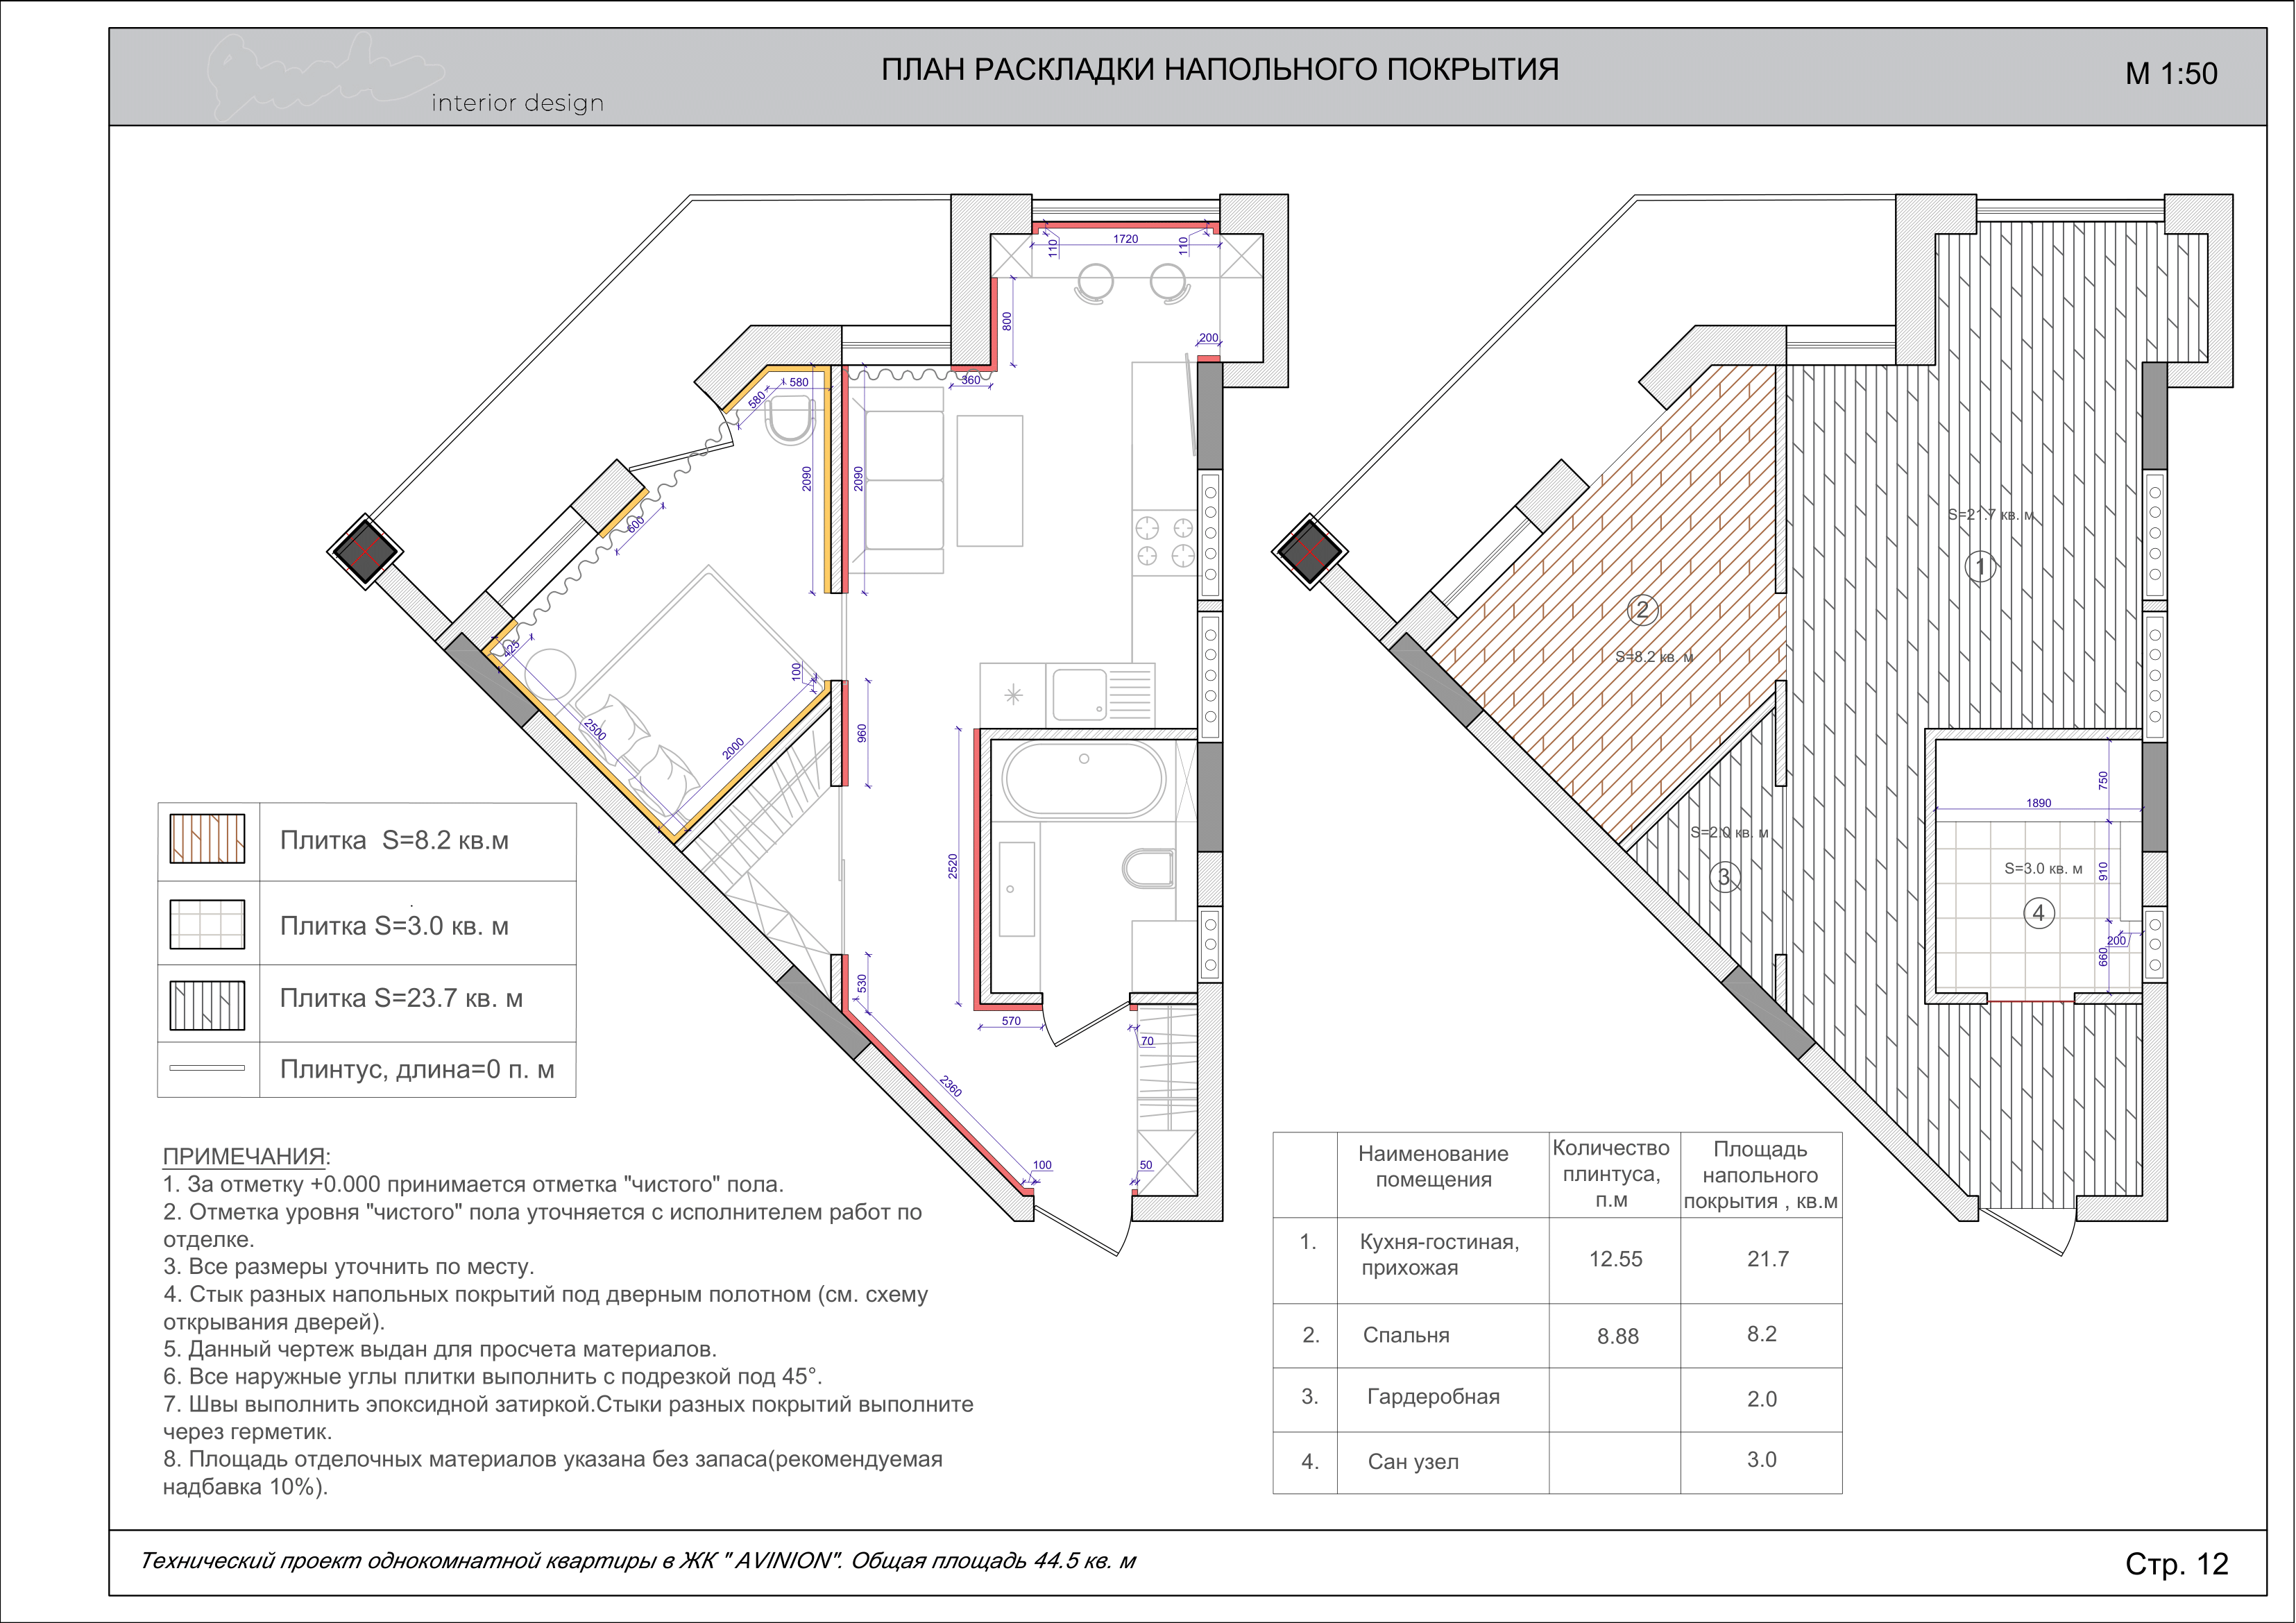 interior design
ПЛАН РАСКЛАДКИ НАПОЛЬНОГО ПОКРЫТИЯ
М 1:50
110
1720
110
800
200
360
580
580
2090
2090
600
425
100
2500
2000
960
2520
530
570
70
2360
100
50
S=21.7 кв. м
1
2
S=8.2 кв. м
S=2.0 кв. м
3
750
1890
S=3.0 кв. м
910
4
200
660
Плитка S=8.2 кв.м
Плитка S=3.0 кв. м
Плитка S=23.7 кв. м
Плинтус, длина=0 п. м
ПРИМЕЧАНИЯ:
1. За отметку +0.000 принимается отметка "чистого" пола.
2. Отметка уровня "чистого" пола уточняется с исполнителем работ по
отделке.
3. Все размеры уточнить по месту.
4. Стык разных напольных покрытий под дверным полотном (см. схему
открывания дверей).
5. Данный чертеж выдан для просчета материалов.
6. Все наружные углы плитки выполнить с подрезкой под 45°.
7. Швы выполнить эпоксидной затиркой.Стыки разных покрытий выполните
через герметик.
8. Площадь отделочных материалов указана без запаса(рекомендуемая
надбавка 10%).
Наименование
помещения
Количество
плинтуса,
п.м
Площадь
напольного
покрытия , кв.м
1.
Кухня-гостиная,
прихожая
12.55
21.7
2.
Спальня
8.88
8.2
3.
Гардеробная
2.0
4.
Сан узел
3.0
Технический проект однокомнатной квартиры в ЖК " AVINION". Общая площадь 44.5 кв. м
Стр. 12